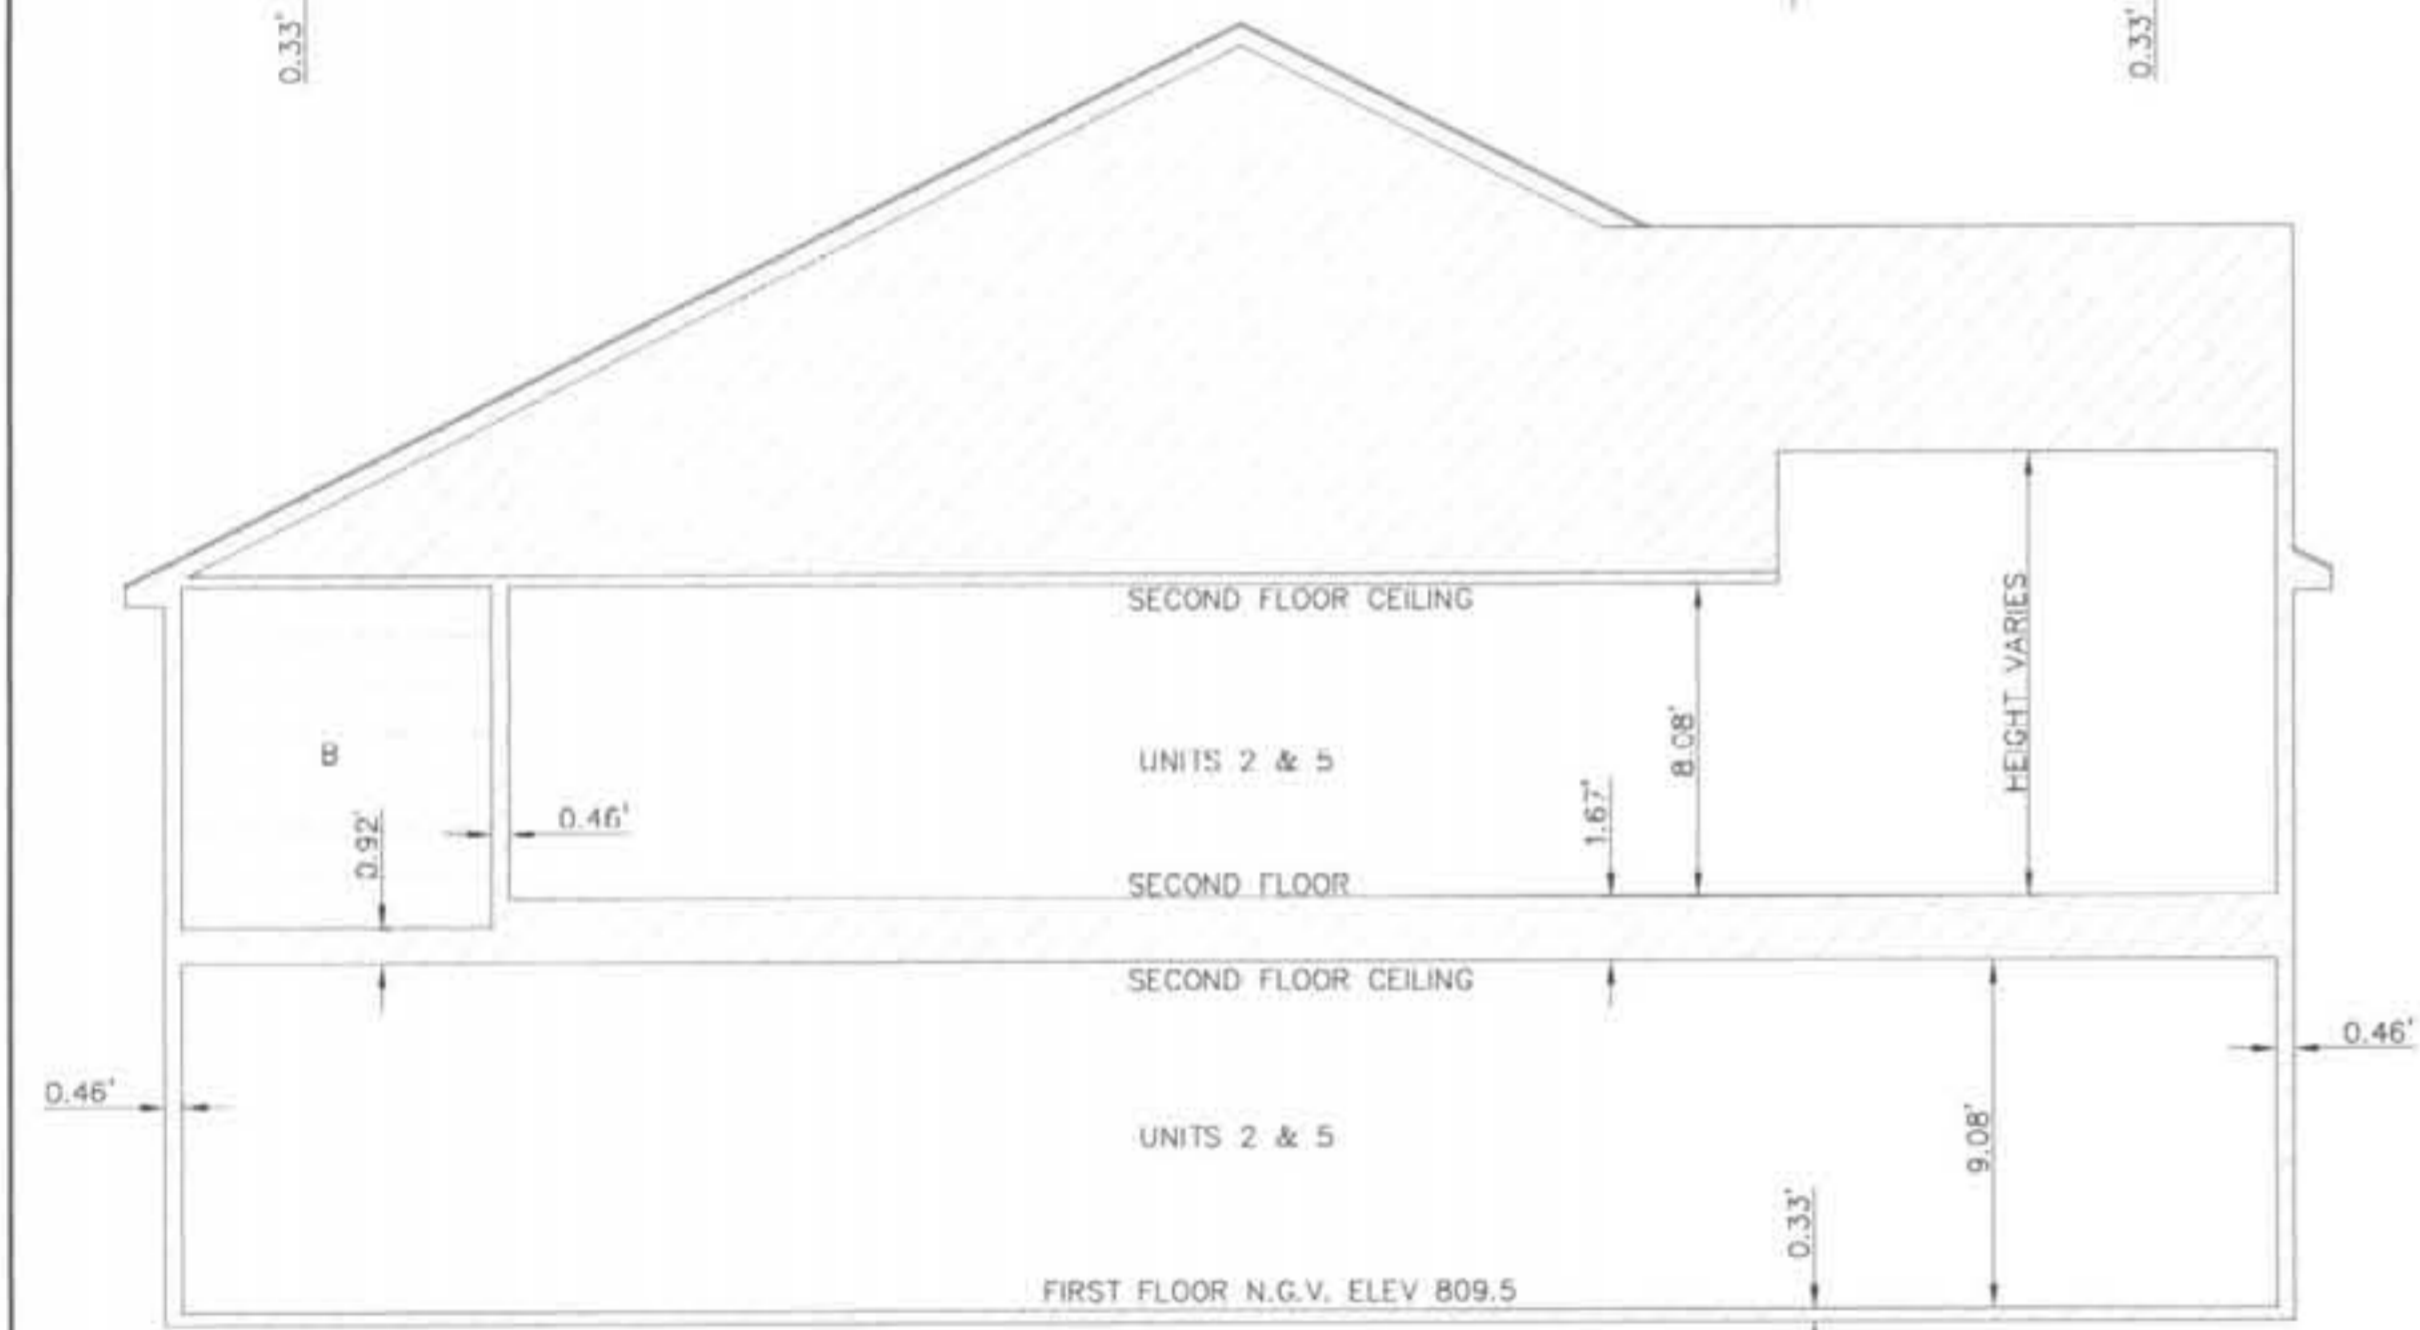 0.33'
0.33'
SECOND FLOOR CEILING
HEIGHT VARIES
B
UNITS 2 & 5
8.08'
1.67'
0.46'
0.92'
SECOND FLOOR
SECOND FLOOR CEILING
0.46'
0.46'
UNITS 2 & 5
9.08'
0.33'
FIRST FLOOR N.G.V. ELEV 809.5